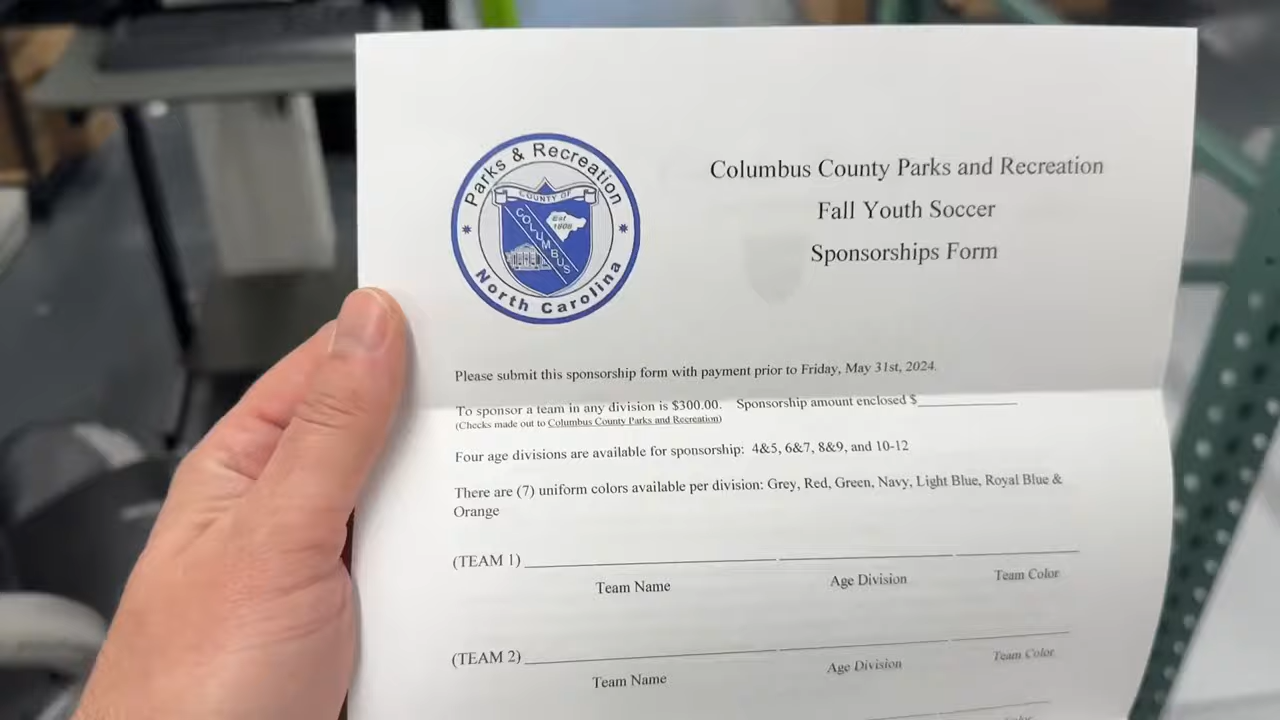 Parks & Recreation
COUNTY OF
COLUMBUS
Est
1808
North Carolina
Columbus County Parks and Recreation
Fall Youth Soccer
Sponsorships Form
Please submit this sponsorship form with payment prior to Friday, May 31st, 2024.
To sponsor a team in any division is $300.00. Sponsorship amount enclosed $____________
(Checks made out to Columbus County Parks and Recreation)
Four age divisions are available for sponsorship: 4&5, 6&7, 8&9, and 10-12
There are (7) uniform colors available per division: Grey, Red, Green, Navy, Light Blue, Royal Blue &
Orange
(TEAM 1)
Team Name Age Division Team Color
(TEAM 2)
Team Name Age Division Team Color